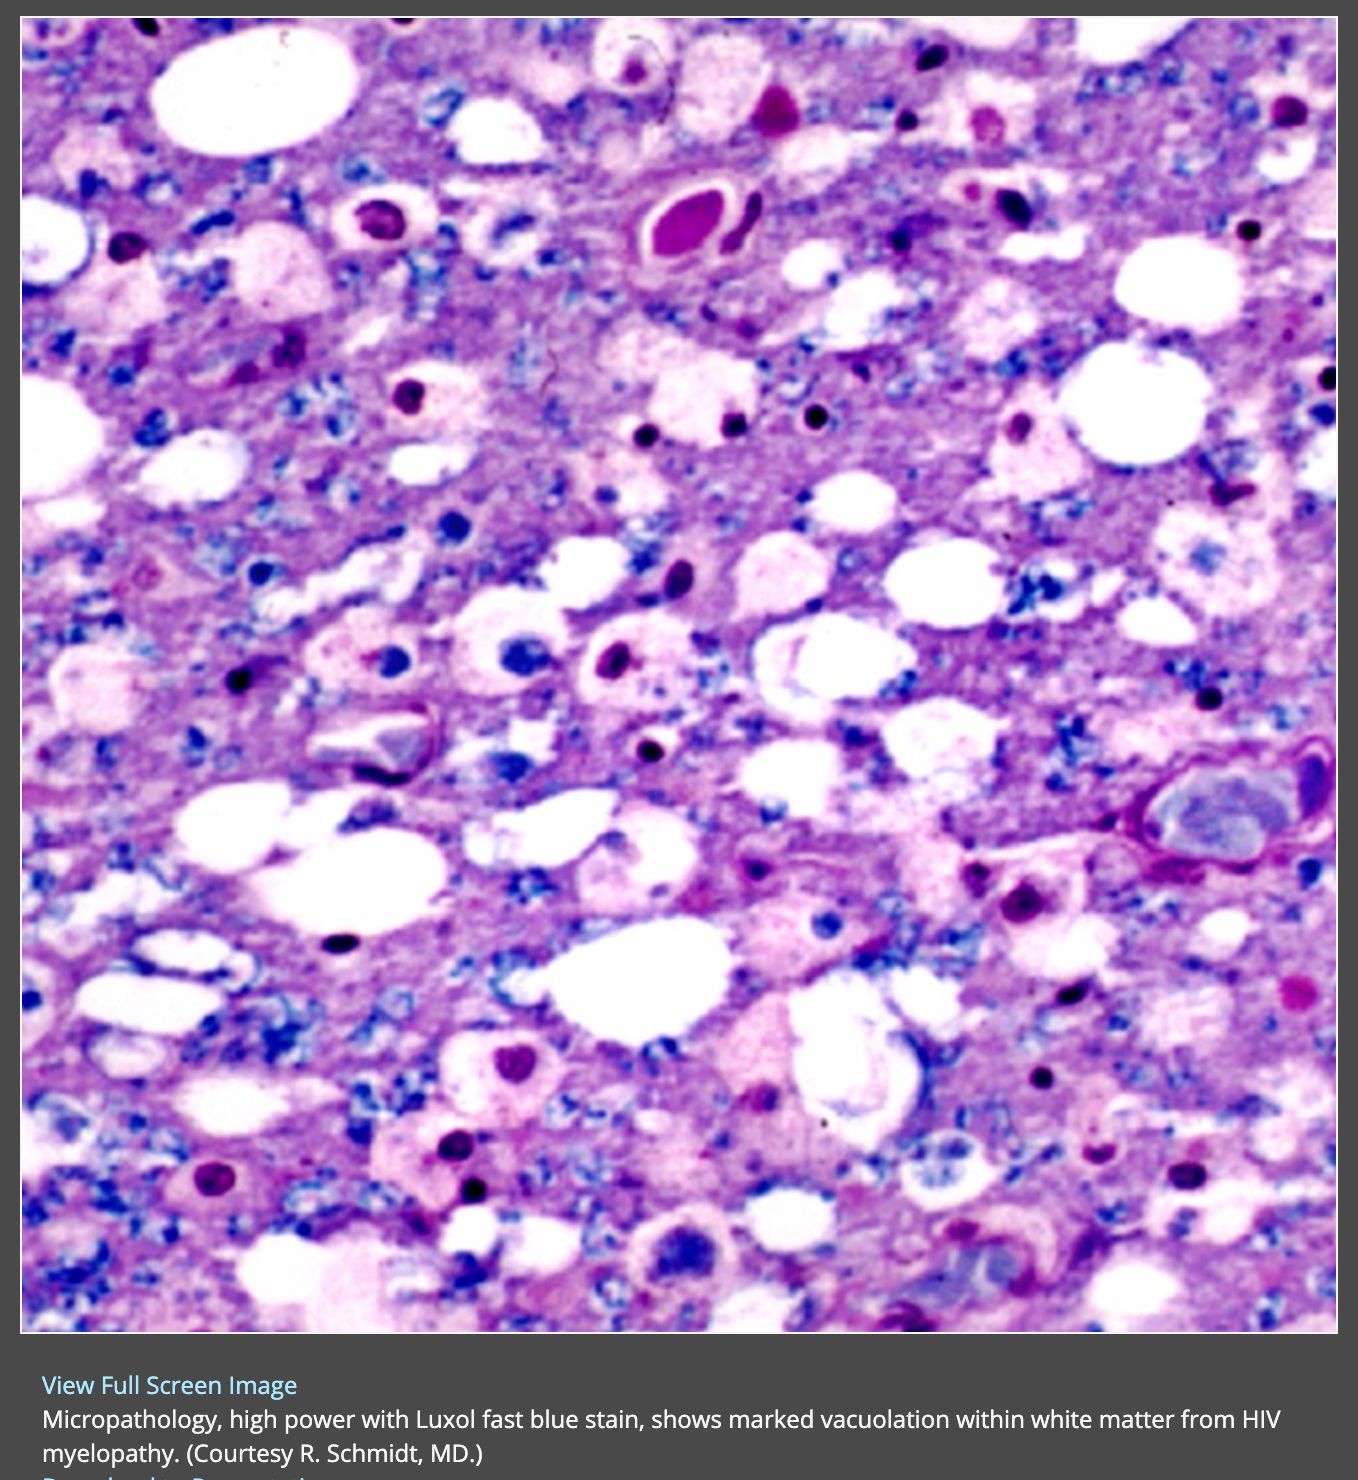 View Full Screen Image
Micropathology, high power with Luxol fast blue stain, shows marked vacuolation within white matter from HIV
myelopathy. (Courtesy R. Schmidt, MD.)